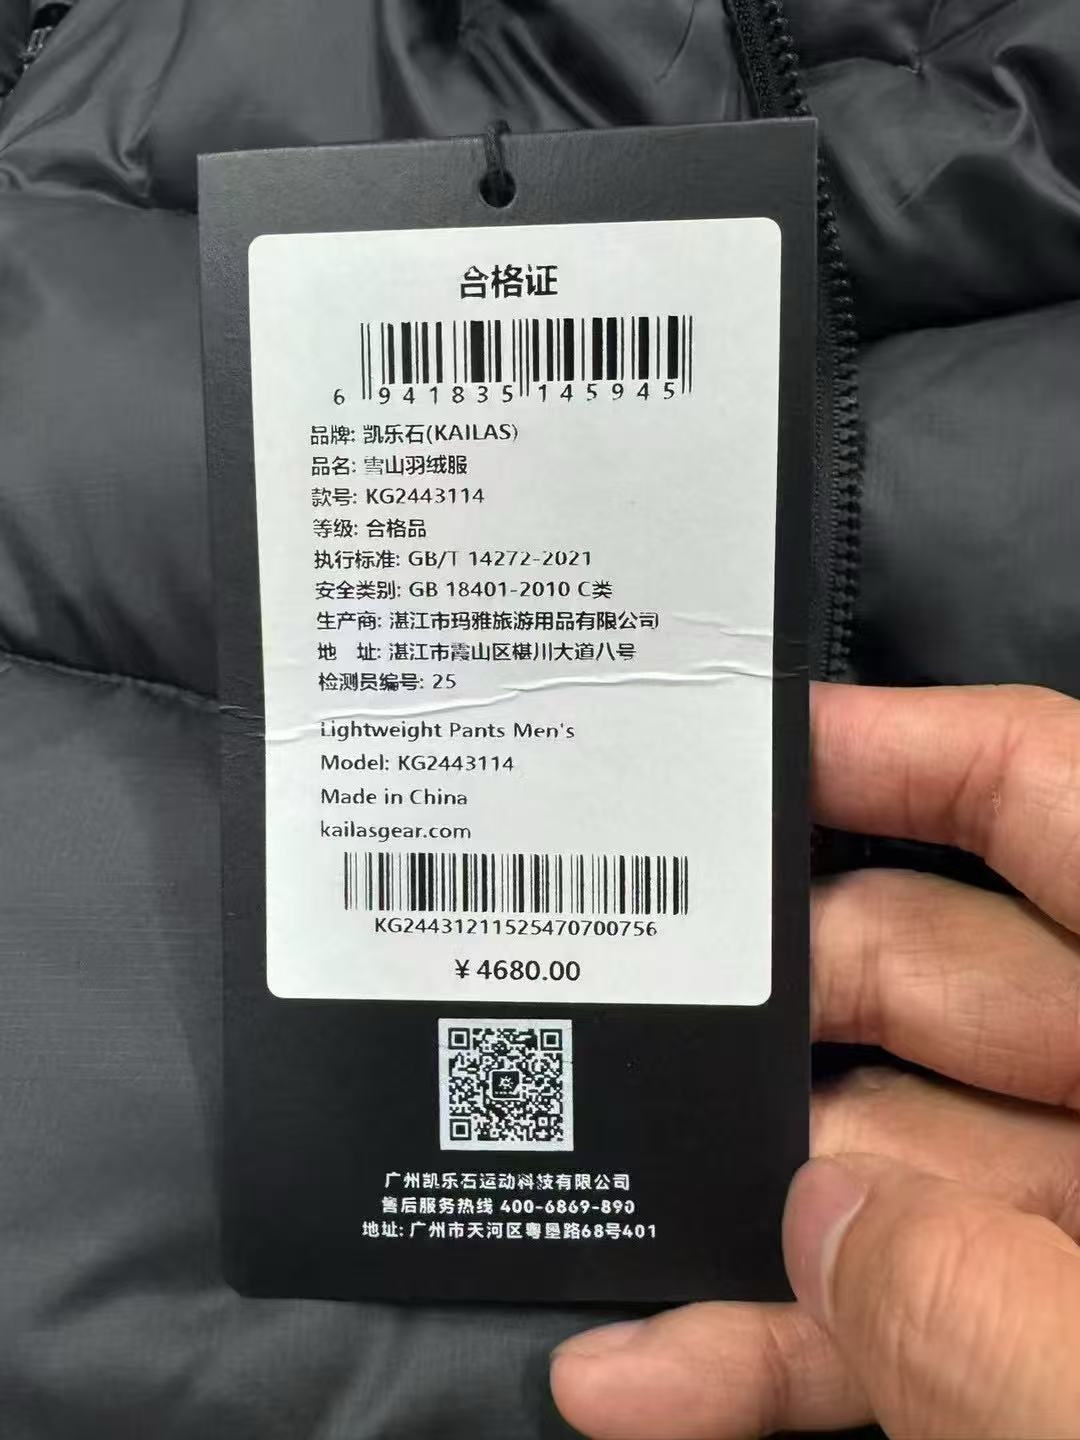 合格证
6 941835 145945
品牌: 凯乐石(KAILAS)
品名: 雪山羽绒服
款号: KG2443114
等级: 合格品
执行标准: GB/T 14272-2021
安全类别: GB 18401-2010 C类
生产商: 湛江市玛雅旅游用品有限公司
地 址: 湛江市霞山区椹川大道八号
检测员编号: 25
Lightweight Pants Men's
Model: KG2443114
Made in China
kailasgear.com
KG24431211525470700756
¥4680.00
广州凯乐石运动科技有限公司
售后服务热线 400-6869-890
地址: 广州市天河区粤垦路68号401